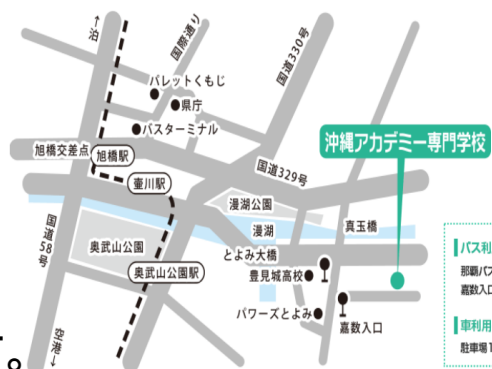 ←泊
国際通り
国道330号
パレットくもじ
県庁
バスターミナル
沖縄アカデミー専門学校
旭橋交差点
旭橋駅
国道329号
壷川駅
漫湖公園
真玉橋
漫湖
国道58号
奥武山公園
とよみ大橋
奥武山公園駅
豊見城高校
パワーズとよみ
嘉数入口
空港→
バス利
那覇バス
嘉数入口
車利用
駐車場1
。